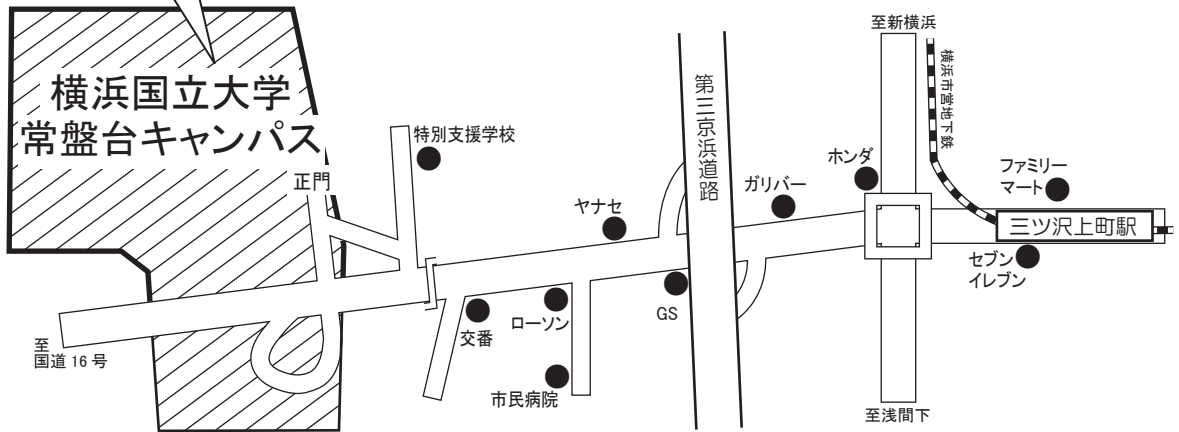 横浜国立大学
常盤台キャンパス
正門
特別支援学校
ヤナセ
第三京浜道路
ガリバー
ホンダ
至新横浜
横浜市営地下鉄
ファミリー
マート
三ツ沢上町駅
セブン
イレブン
至
国道 16 号
交番
ローソン
市民病院
GS
至浅間下